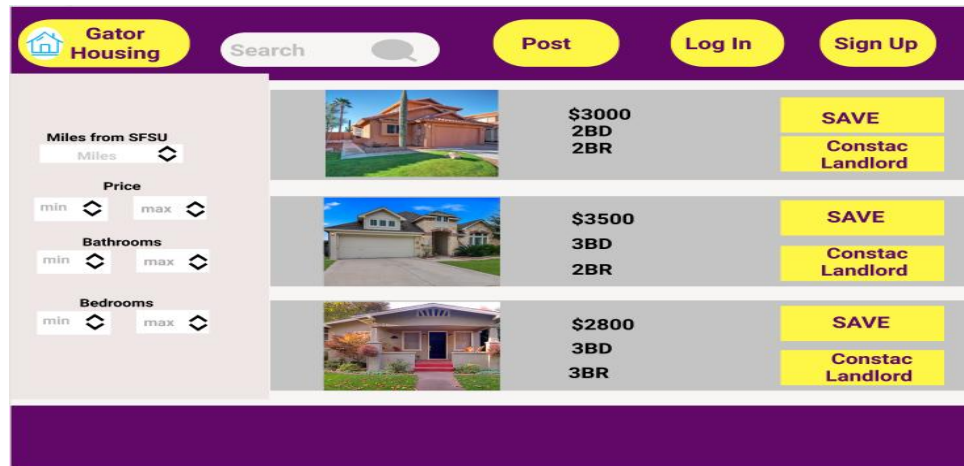 Gator
Housing
Search
Post
Log In
Sign Up
Miles from SFSU
Miles
Price
min
max
Bathrooms
min
max
Bedrooms
min
max
$3000
2BD
2BR
SAVE
Constac
Landlord
$3500
3BD
2BR
SAVE
Constac
Landlord
$2800
3BD
3BR
SAVE
Constac
Landlord